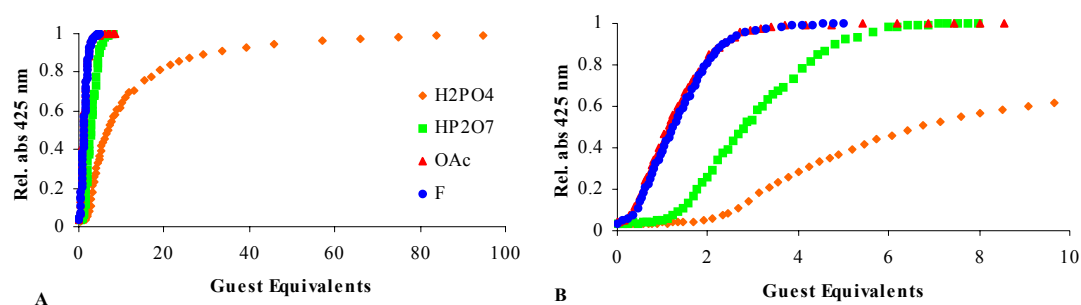 Rel. abs 425 nm
1
0.8
0.6
0.4
0.2
0
0 20 40 60 80 100
Guest Equivalents
H2PO4
HP2O7
OAc
F
A
Rel. abs 425 nm
1
0.8
0.6
0.4
0.2
0
0 2 4 6 8 10
Guest Equivalents
B